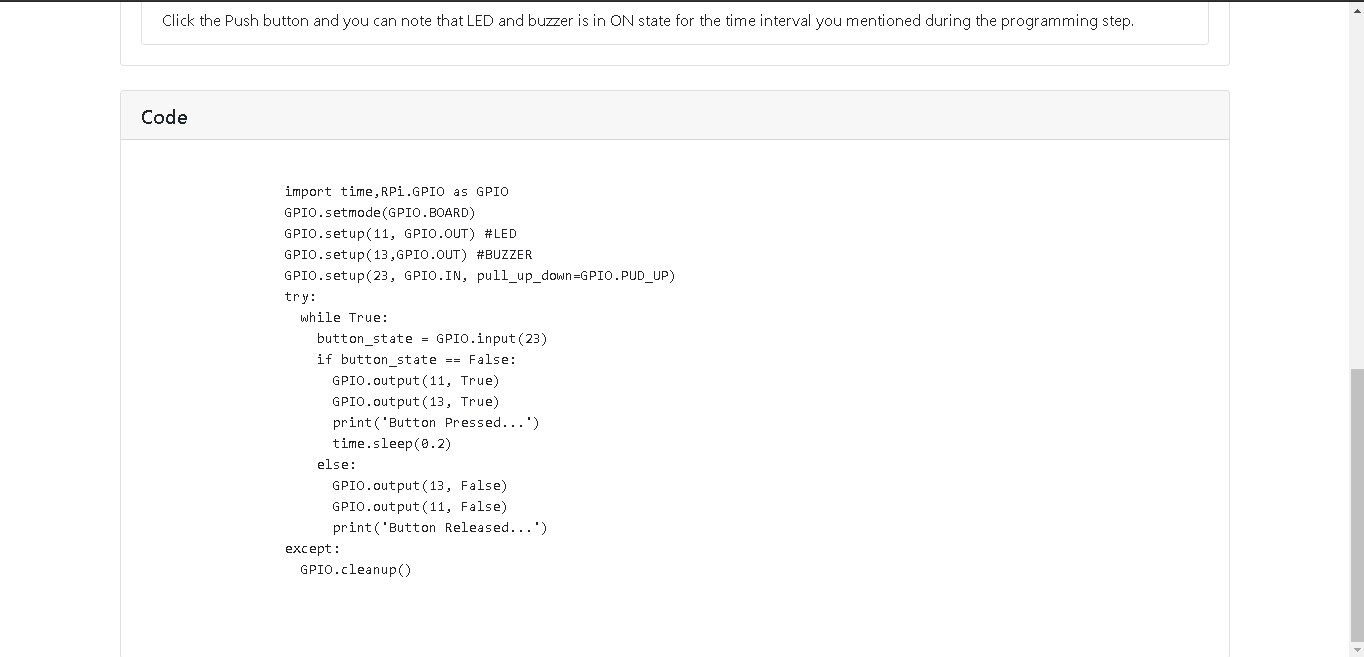 Click the Push button and you can note that LED and buzzer is in ON state for the time interval you mentioned during the programming step.
Code
import time,RPi.GPIO as GPIO
GPIO.setmode(GPIO.BOARD)
GPIO.setup(11, GPIO.OUT) #LED
GPIO.setup(13,GPIO.OUT) #BUZZER
GPIO.setup(23, GPIO.IN, pull_up_down=GPIO.PUD_UP)
try:
  while True:
    button_state = GPIO.input(23)
    if button_state == False:
      GPIO.output(11, True)
      GPIO.output(13, True)
      print('Button Pressed...')
      time.sleep(0.2)
    else:
      GPIO.output(13, False)
      GPIO.output(11, False)
      print('Button Released...')
except:
  GPIO.cleanup()